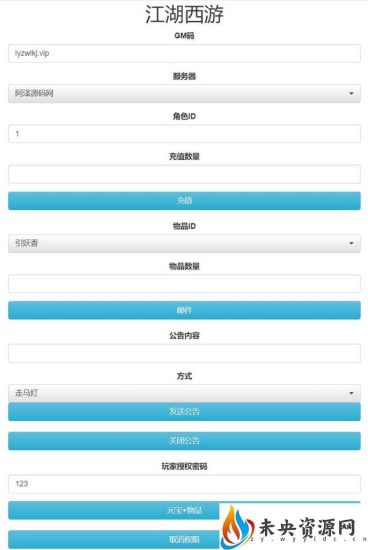 江湖西游
GM码
lyzwlkj.vip
服务器
阿泽源码网
角色ID
1
充值数量
充值
物品ID
引妖香
物品数量
邮件
公告内容
方式
走马灯
发送公告
关闭公告
玩家授权密码
123
元宝+物品
未央资源网
zy.wyyidc.cn
取消权限